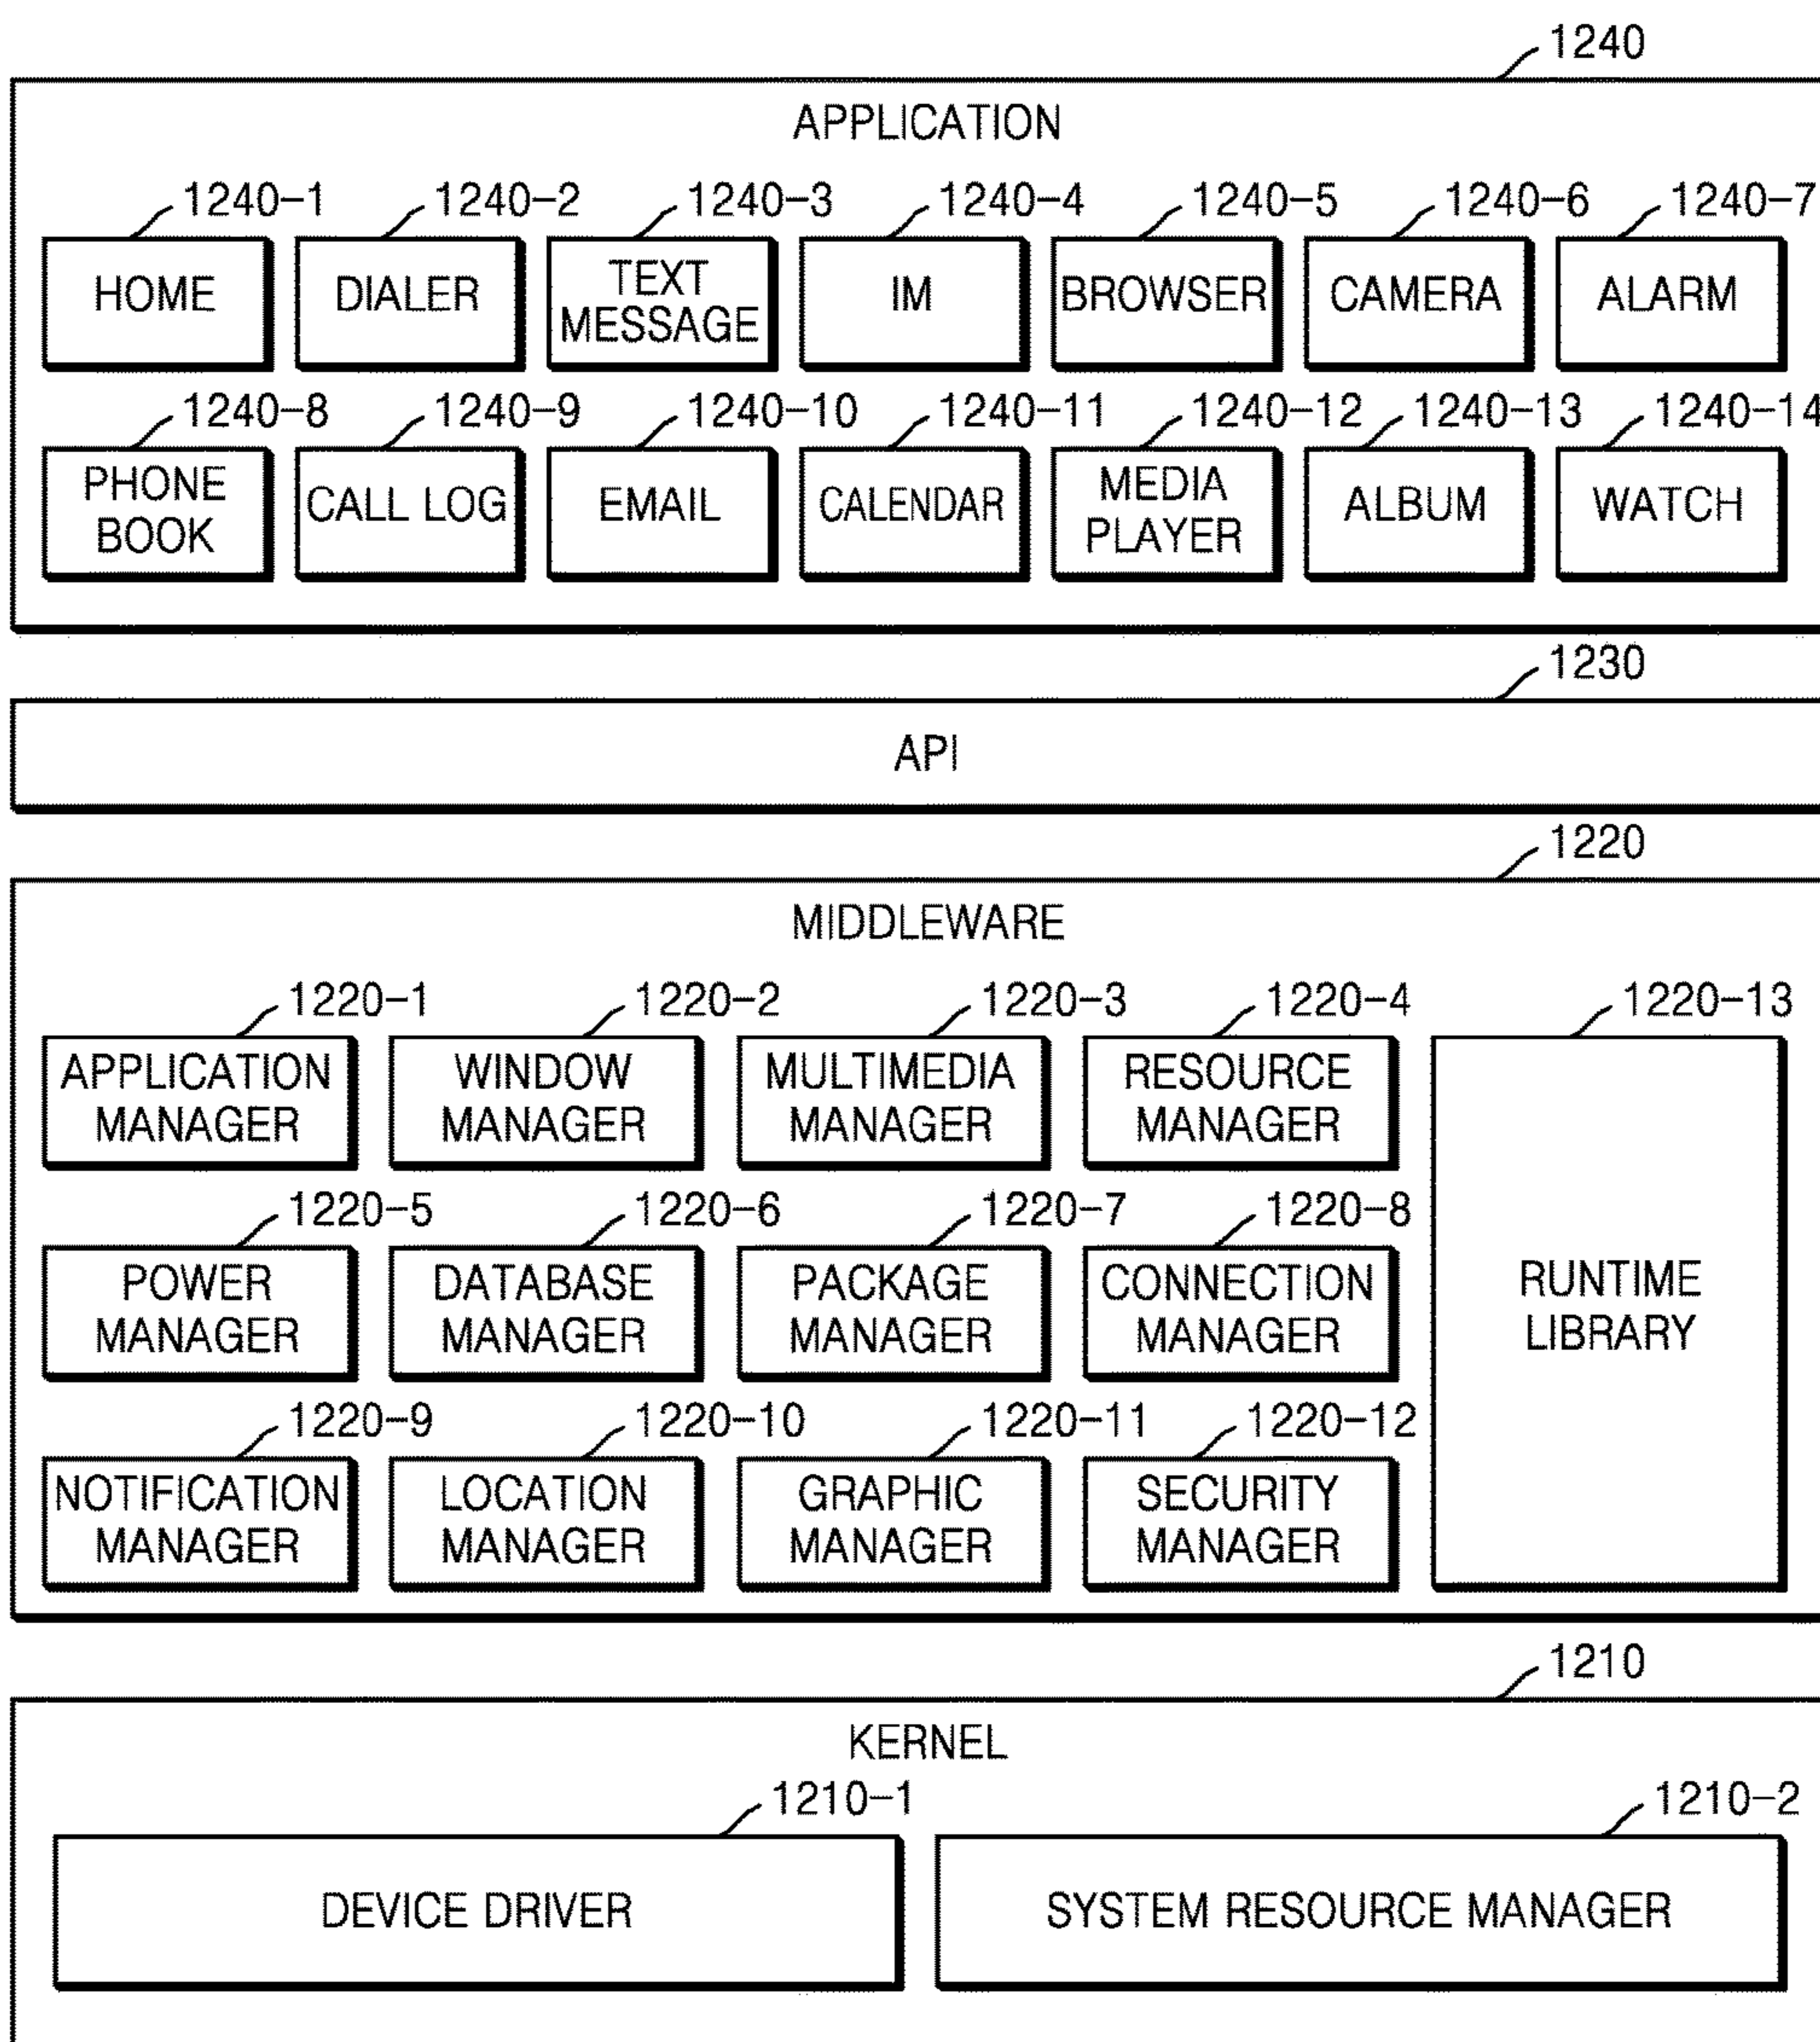 1240
APPLICATION
1240-1 1240-2 1240-3 1240-4 1240-5 1240-6 1240-7
HOME DIALER TEXT MESSAGE IM BROWSER CAMERA ALARM
1240-8 1240-9 1240-10 1240-11 1240-12 1240-13 1240-14
PHONE BOOK CALL LOG EMAIL CALENDAR MEDIA PLAYER ALBUM WATCH
1230
API
1220
MIDDLEWARE
1220-1 1220-2 1220-3 1220-4 1220-13
APPLICATION MANAGER WINDOW MANAGER MULTIMEDIA MANAGER RESOURCE MANAGER
1220-5 1220-6 1220-7 1220-8
POWER MANAGER DATABASE MANAGER PACKAGE MANAGER CONNECTION MANAGER RUNTIME LIBRARY
1220-9 1220-10 1220-11 1220-12
NOTIFICATION MANAGER LOCATION MANAGER GRAPHIC MANAGER SECURITY MANAGER
1210
KERNEL
1210-1 1210-2
DEVICE DRIVER SYSTEM RESOURCE MANAGER